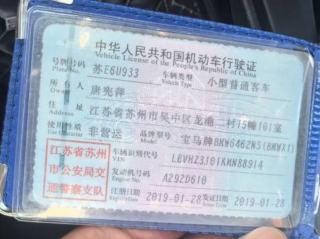 中华人民共和国机动车行驶证
Vehicle License of the People's Republic of China
号牌号码 Plate No. 苏E6U933 车辆类型 Vehicle Type 小型普通客车
所有人 Owner 唐宪萍
住址 Address 江苏省苏州市吴中区龙港二村15幢101室
使用性质 Use Character 非营运 品牌型号 Model 宝马牌BMW6462NS(BMWX1)
江苏省苏州
市公安局交
通警察支队
车辆识别代号 VIN LBVHZ3101KMN88914
发动机号码 Engine No. A292D610
注册日期 Register Date 2019-01-28 发证日期 Issue Date 2019-01-28